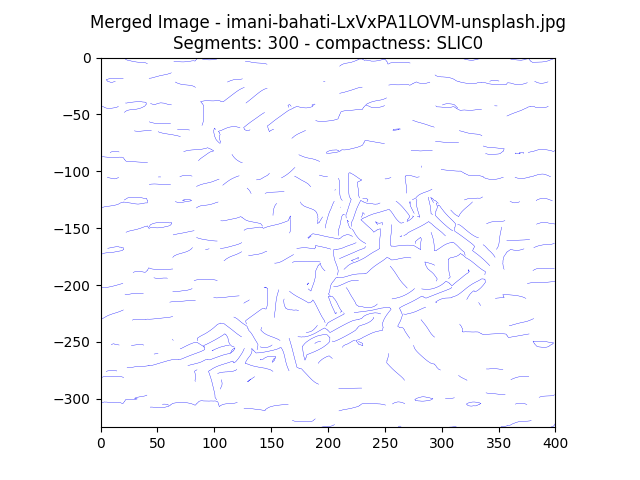 Merged Image - imani-bahati-LxVxPA1LOVM-unsplash.jpg
Segments: 300 - compactness: SLIC0
0
−50
−100
−150
−200
−250
−300
0 50 100 150 200 250 300 350 400